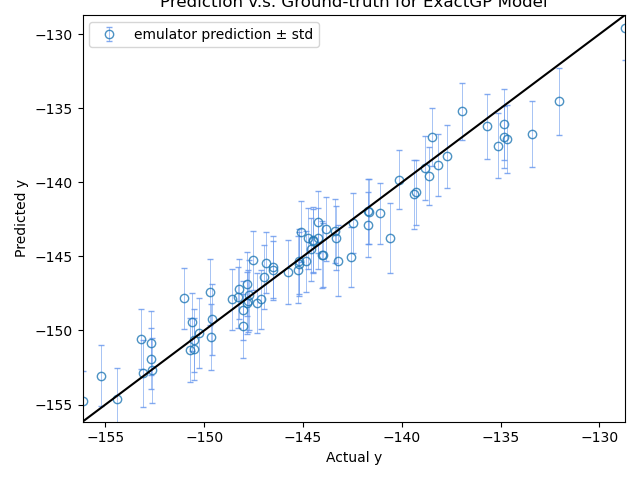 Prediction v.s. Ground-truth for ExactGP Model
emulator prediction ± std
Predicted y
−130
−135
−140
−145
−150
−155
−155 −150 −145 −140 −135 −130
Actual y